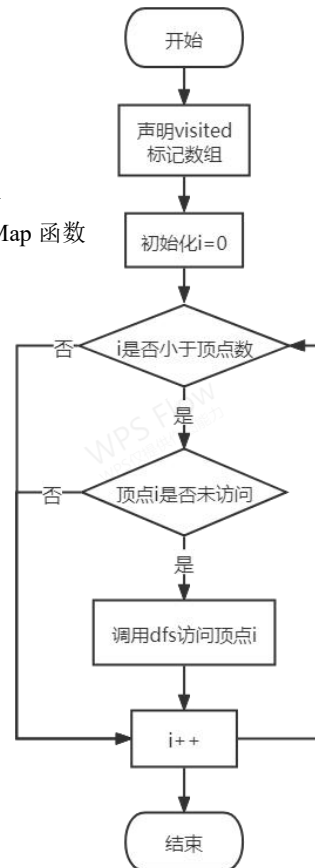 开始
声明visited
标记数组
Map 函数
初始化i=0
i是否小于顶点数
否
是
WPS Flow
顶点i是否未访问
否
是
调用dfs访问顶点i
i++
结束